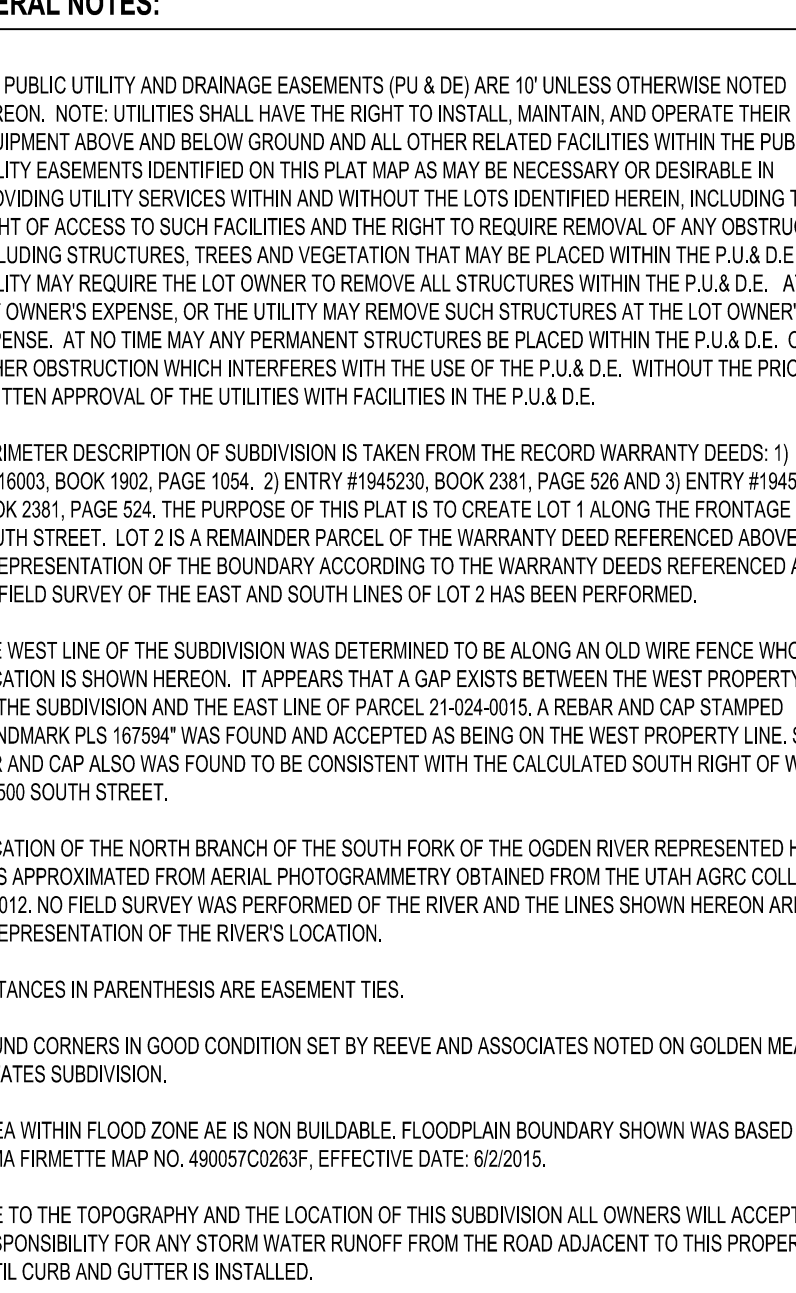 ERAL NOTES:
PUBLIC UTILITY AND DRAINAGE EASEMENTS (PU & DE) ARE 10' UNLESS OTHERWISE NOTED
REON. NOTE: UTILITIES SHALL HAVE THE RIGHT TO INSTALL, MAINTAIN, AND OPERATE THEIR
UIPMENT ABOVE AND BELOW GROUND AND ALL OTHER RELATED FACILITIES WITHIN THE PUB
LITY EASEMENTS IDENTIFIED ON THIS PLAT MAP AS MAY BE NECESSARY OR DESIRABLE IN
OVIDING UTILITY SERVICES WITHIN AND WITHOUT THE LOTS IDENTIFIED HEREIN, INCLUDING T
HT OF ACCESS TO SUCH FACILITIES AND THE RIGHT TO REQUIRE REMOVAL OF ANY OBSTRUC
LUDING STRUCTURES, TREES AND VEGETATION THAT MAY BE PLACED WITHIN THE P.U.& D.E
LITY MAY REQUIRE THE LOT OWNER TO REMOVE ALL STRUCTURES WITHIN THE P.U.& D.E. A
OWNER'S EXPENSE, OR THE UTILITY MAY REMOVE SUCH STRUCTURES AT THE LOT OWNER'
PENSE. AT NO TIME MAY ANY PERMANENT STRUCTURES BE PLACED WITHIN THE P.U.& D.E. O
HER OBSTRUCTION WHICH INTERFERES WITH THE USE OF THE P.U.& D.E. WITHOUT THE PRIO
TTEN APPROVAL OF THE UTILITIES WITH FACILITIES IN THE P.U.& D.E.
RIMETER DESCRIPTION OF SUBDIVISION IS TAKEN FROM THE RECORD WARRANTY DEEDS: 1)
16003, BOOK 1902, PAGE 1054. 2) ENTRY #1945230, BOOK 2381, PAGE 526 AND 3) ENTRY #1945
OK 2381, PAGE 524. THE PURPOSE OF THIS PLAT IS TO CREATE LOT 1 ALONG THE FRONTAGE
UTH STREET. LOT 2 IS A REMAINDER PARCEL OF THE WARRANTY DEED REFERENCED ABOVE
EPRESENTATION OF THE BOUNDARY ACCORDING TO THE WARRANTY DEEDS REFERENCED A
FIELD SURVEY OF THE EAST AND SOUTH LINES OF LOT 2 HAS BEEN PERFORMED.
E WEST LINE OF THE SUBDIVISION WAS DETERMINED TO BE ALONG AN OLD WIRE FENCE WHO
CATION IS SHOWN HEREON. IT APPEARS THAT A GAP EXISTS BETWEEN THE WEST PROPERTY
THE SUBDIVISION AND THE EAST LINE OF PARCEL 21-024-0015. A REBAR AND CAP STAMPED
NDMARK PLS 167594" WAS FOUND AND ACCEPTED AS BEING ON THE WEST PROPERTY LINE. S
R AND CAP ALSO WAS FOUND TO BE CONSISTENT WITH THE CALCULATED SOUTH RIGHT OF W
500 SOUTH STREET.
CATION OF THE NORTH BRANCH OF THE SOUTH FORK OF THE OGDEN RIVER REPRESENTED H
S APPROXIMATED FROM AERIAL PHOTOGRAMMETRY OBTAINED FROM THE UTAH AGRC COLL
012. NO FIELD SURVEY WAS PERFORMED OF THE RIVER AND THE LINES SHOWN HEREON ARE
EPRESENTATION OF THE RIVER'S LOCATION.
TANCES IN PARENTHESIS ARE EASEMENT TIES.
UND CORNERS IN GOOD CONDITION SET BY REEVE AND ASSOCIATES NOTED ON GOLDEN MEA
ATES SUBDIVISION.
EA WITHIN FLOOD ZONE AE IS NON BUILDABLE. FLOODPLAIN BOUNDARY SHOWN WAS BASED
MA FIRMETTE MAP NO. 490057C0263F, EFFECTIVE DATE: 6/2/2015.
E TO THE TOPOGRAPHY AND THE LOCATION OF THIS SUBDIVISION ALL OWNERS WILL ACCEPT
SPONSIBILITY FOR ANY STORM WATER RUNOFF FROM THE ROAD ADJACENT TO THIS PROPER
TIL CURB AND GUTTER IS INSTALLED.